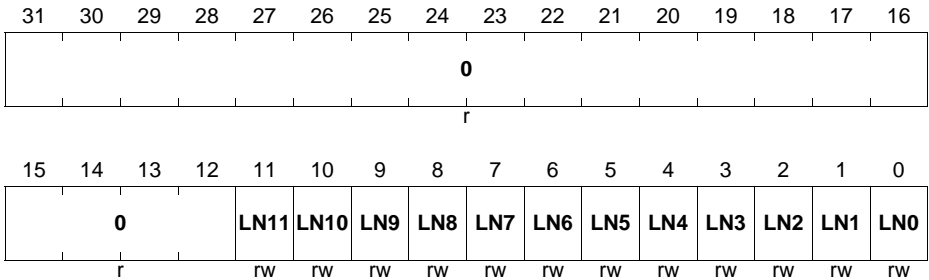 31 30 29 28 27 26 25 24 23 22 21 20 19 18 17 16
0
r
15 14 13 12 11 10 9 8 7 6 5 4 3 2 1 0
0 LN11 LN10 LN9 LN8 LN7 LN6 LN5 LN4 LN3 LN2 LN1 LN0
r rw rw rw rw rw rw rw rw rw rw rw rw